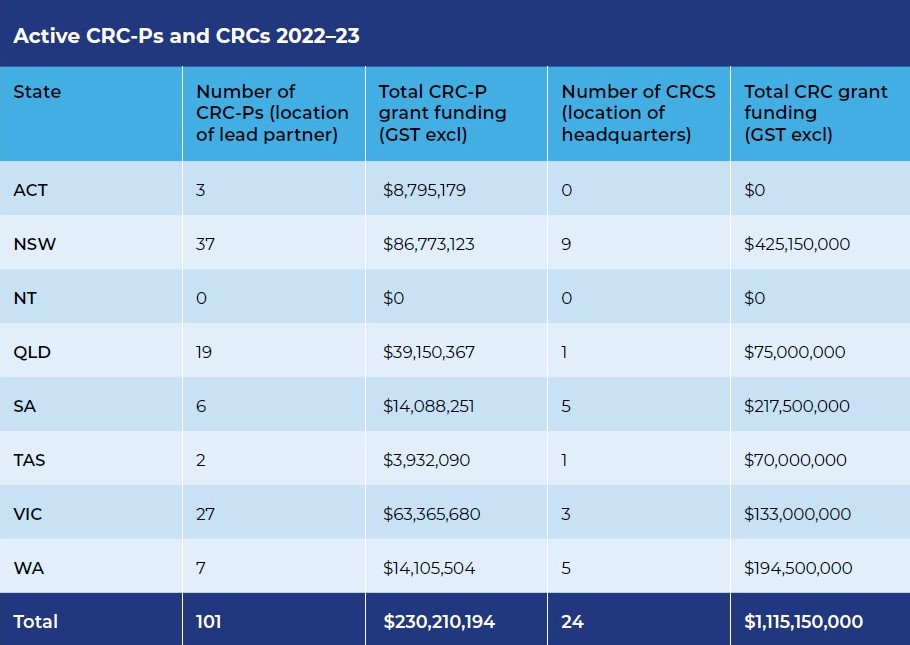 Active CRC-Ps and CRCs 2022–23
State
Number of
CRC-Ps (location
of lead partner)
Total CRC-P
grant funding
(GST excl)
Number of CRCS
(location of
headquarters)
Total CRC grant
funding
(GST excl)
ACT 3 $8,795,179 0 $0
NSW 37 $86,773,123 9 $425,150,000
NT 0 $0 0 $0
QLD 19 $39,150,367 1 $75,000,000
SA 6 $14,088,251 5 $217,500,000
TAS 2 $3,932,090 1 $70,000,000
VIC 27 $63,365,680 3 $133,000,000
WA 7 $14,105,504 5 $194,500,000
Total 101 $230,210,194 24 $1,115,150,000